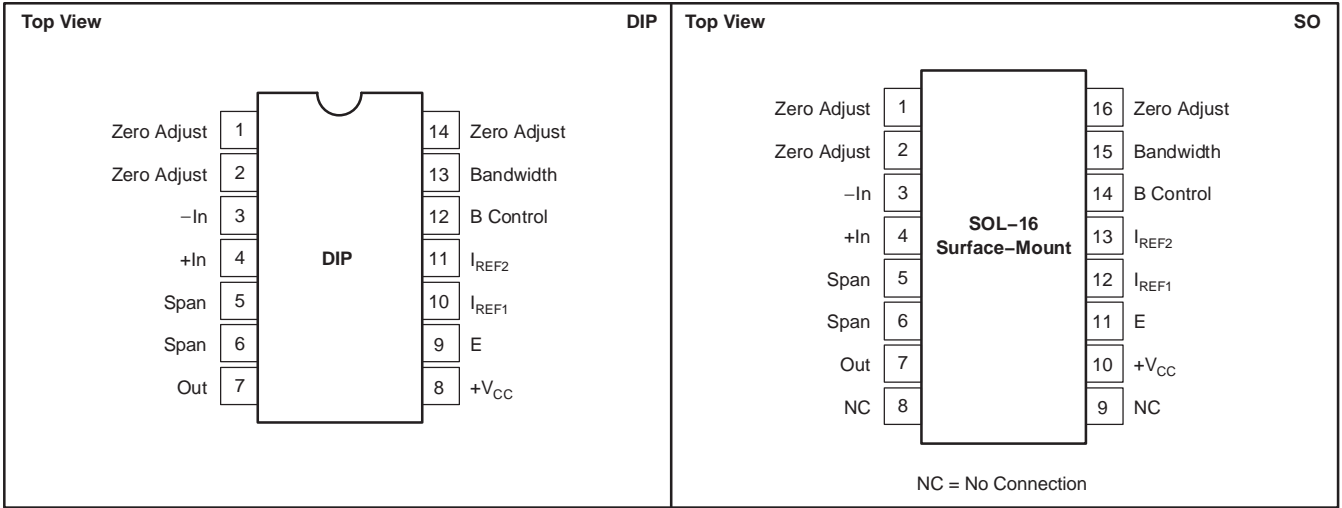 Top View DIP
Zero Adjust 1 14 Zero Adjust
Zero Adjust 2 13 Bandwidth
−In 3 12 B Control
+In 4 DIP 11 IREF2
Span 5 10 IREF1
Span 6 9 E
Out 7 8 +VCC
Top View SO
Zero Adjust 1 16 Zero Adjust
Zero Adjust 2 15 Bandwidth
−In 3 14 B Control
SOL−16
+In 4 13 IREF2
Surface−Mount
Span 5 12 IREF1
Span 6 11 E
Out 7 10 +VCC
NC 8 9 NC
NC = No Connection